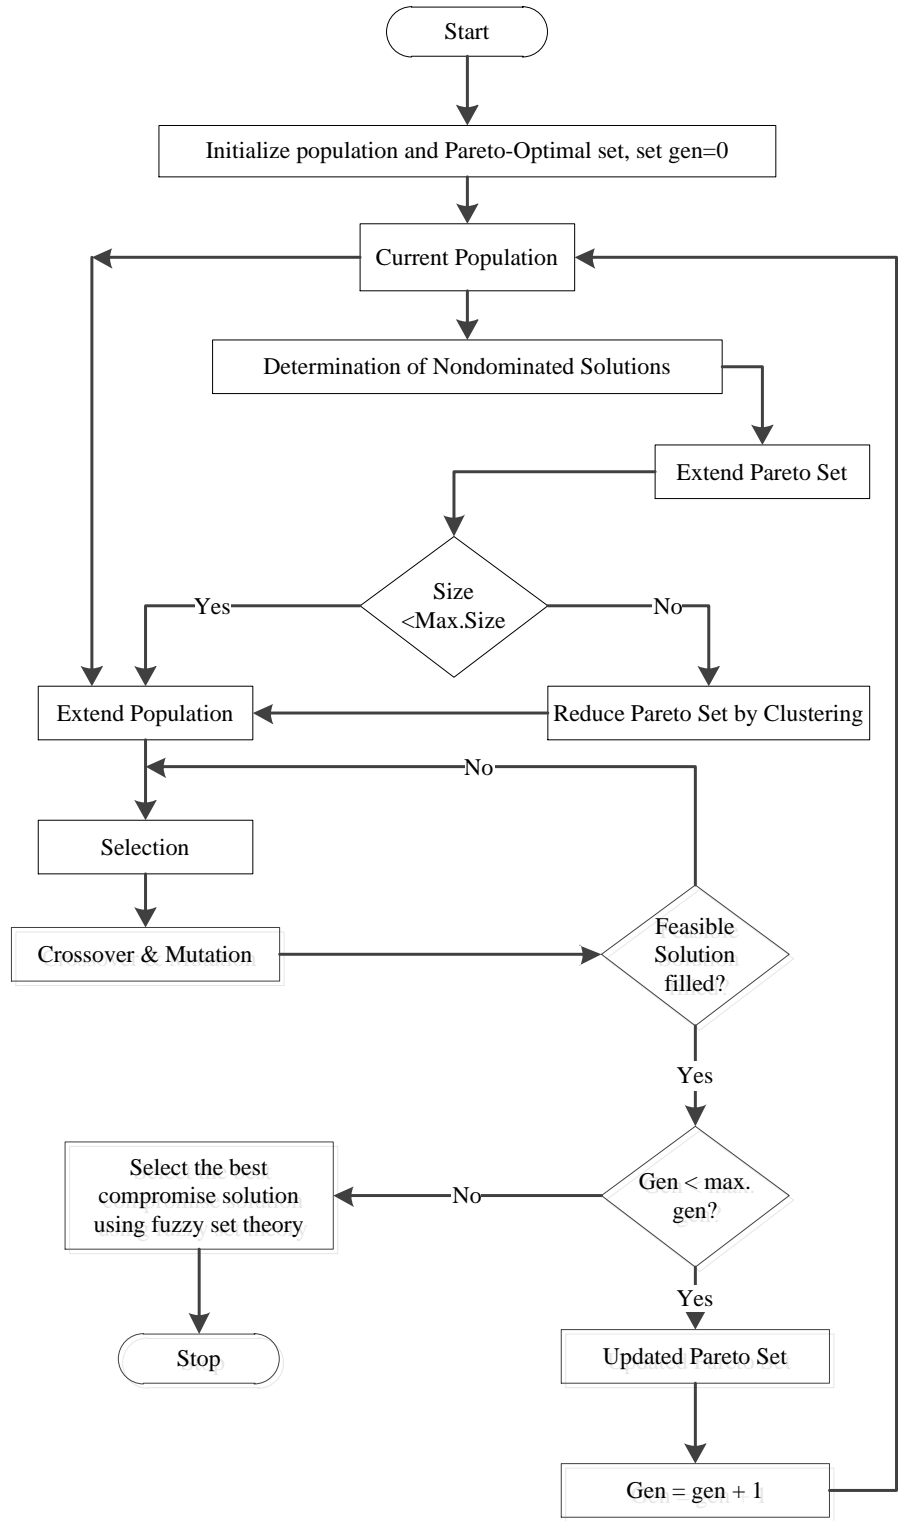 Start
Initialize population and Pareto-Optimal set, set gen=0
Current Population
Determination of Nondominated Solutions
Extend Pareto Set
Size
<Max.Size
Yes
No
Extend Population
Reduce Pareto Set by Clustering
No
Selection
Feasible
Solution
filled?
Crossover & Mutation
Yes
Gen < max.
gen?
No
Select the best
compromise solution
using fuzzy set theory
Yes
Updated Pareto Set
Stop
Gen = gen + 1